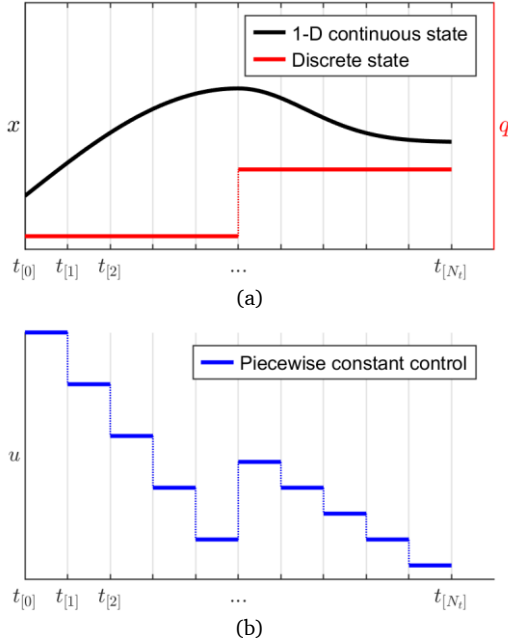 1-D continuous state
Discrete state
x
q
t[0] t[1] t[2] ... t[Nt]
(a)
Piecewise constant control
u
t[0] t[1] t[2] ... t[Nt]
(b)